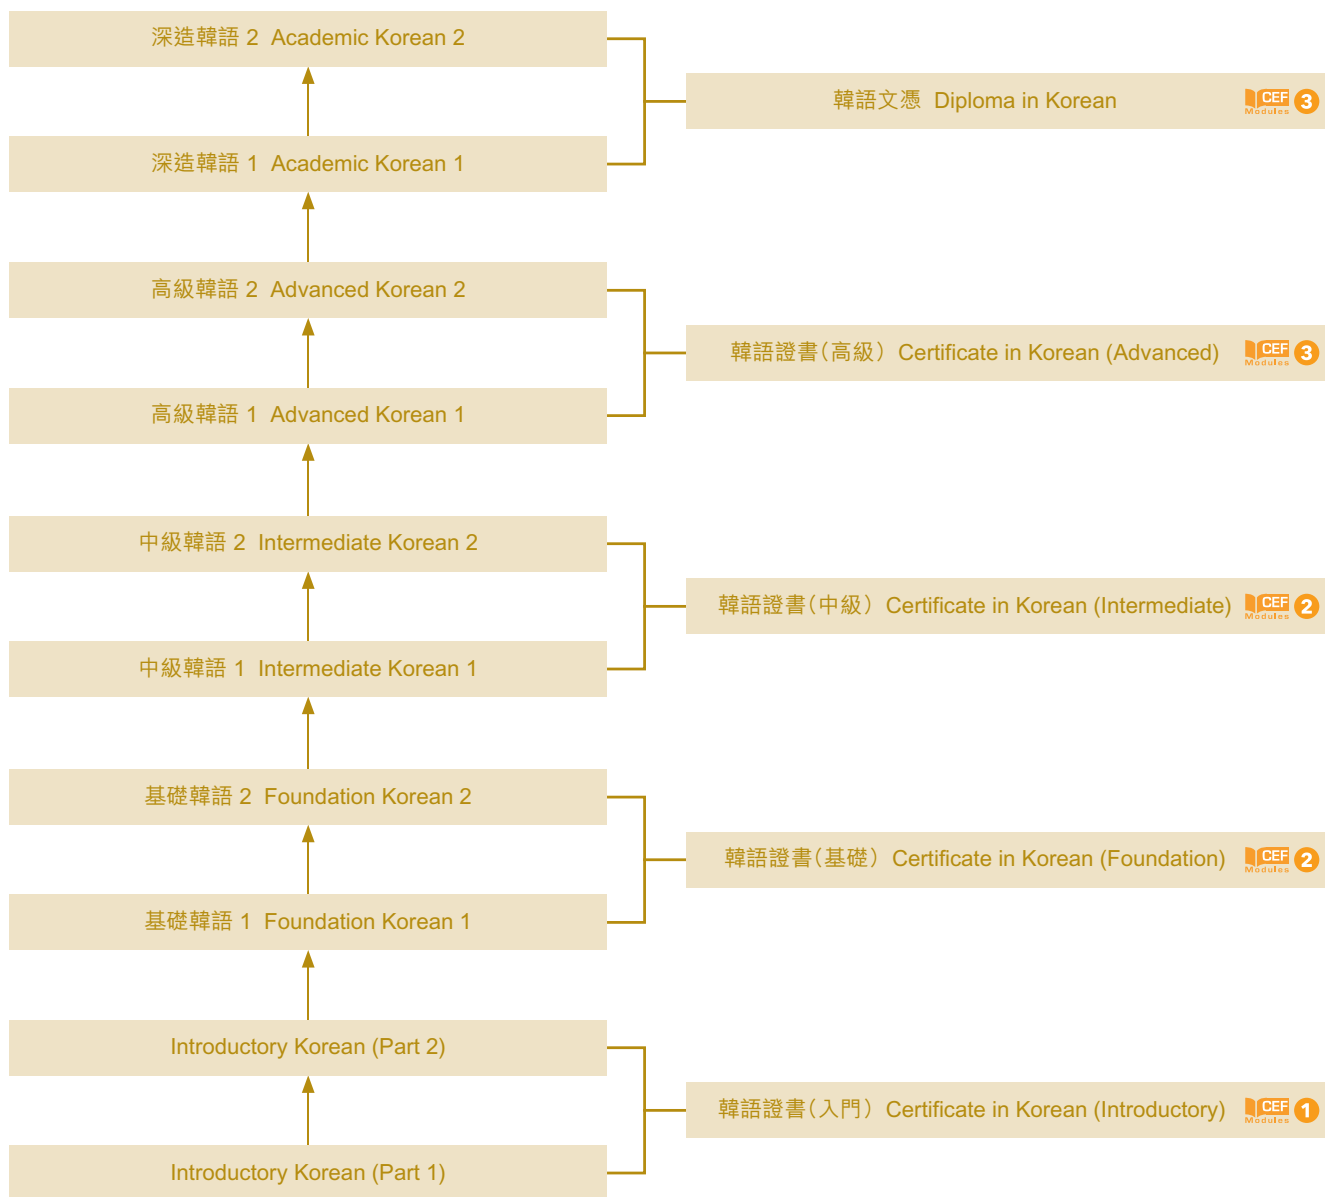 深造韓語 2 Academic Korean 2
韓語文憑 Diploma in Korean CEF Modules 3
深造韓語 1 Academic Korean 1
高級韓語 2 Advanced Korean 2
韓語證書(高級) Certificate in Korean (Advanced) CEF Modules 3
高級韓語 1 Advanced Korean 1
中級韓語 2 Intermediate Korean 2
韓語證書(中級) Certificate in Korean (Intermediate) CEF Modules 2
中級韓語 1 Intermediate Korean 1
基礎韓語 2 Foundation Korean 2
韓語證書(基礎) Certificate in Korean (Foundation) CEF Modules 2
基礎韓語 1 Foundation Korean 1
Introductory Korean (Part 2)
韓語證書(入門) Certificate in Korean (Introductory) CEF Modules 1
Introductory Korean (Part 1)